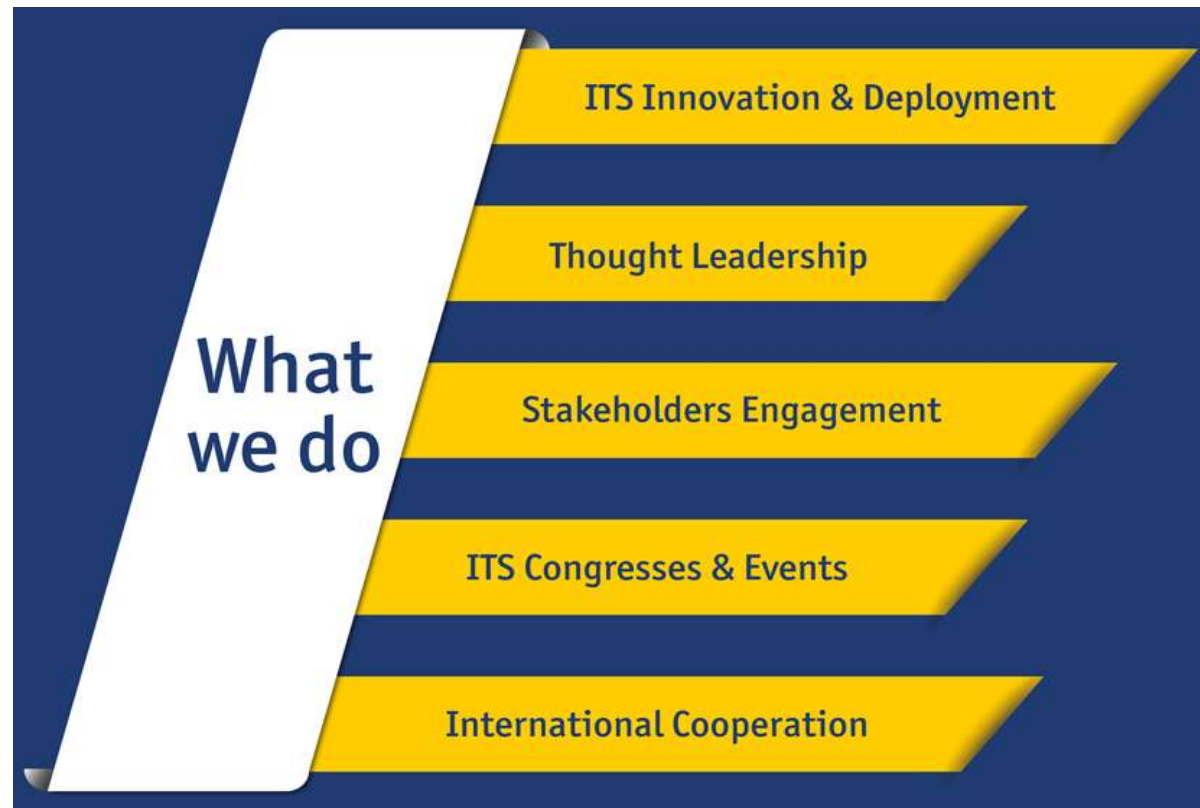 What
we do
ITS Innovation & Deployment
Thought Leadership
Stakeholders Engagement
ITS Congresses & Events
International Cooperation